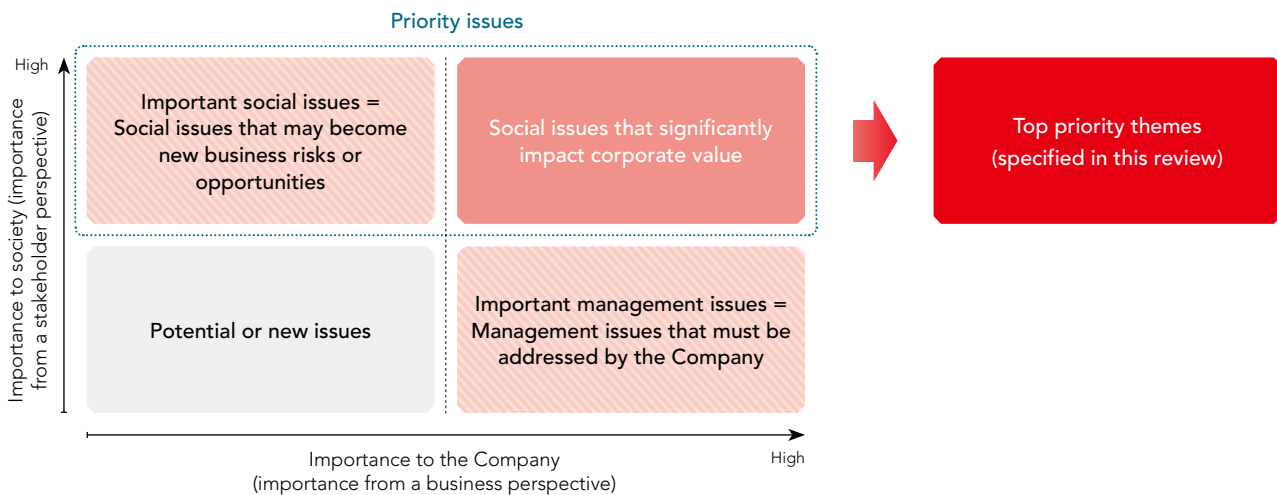 Priority issues
High
Importance to society (importance
from a stakeholder perspective)
Important social issues =
Social issues that may become
new business risks or
opportunities
Social issues that significantly
impact corporate value
Top priority themes
(specified in this review)
Potential or new issues
Important management issues =
Management issues that must be
addressed by the Company
Importance to the Company
(importance from a business perspective)
High